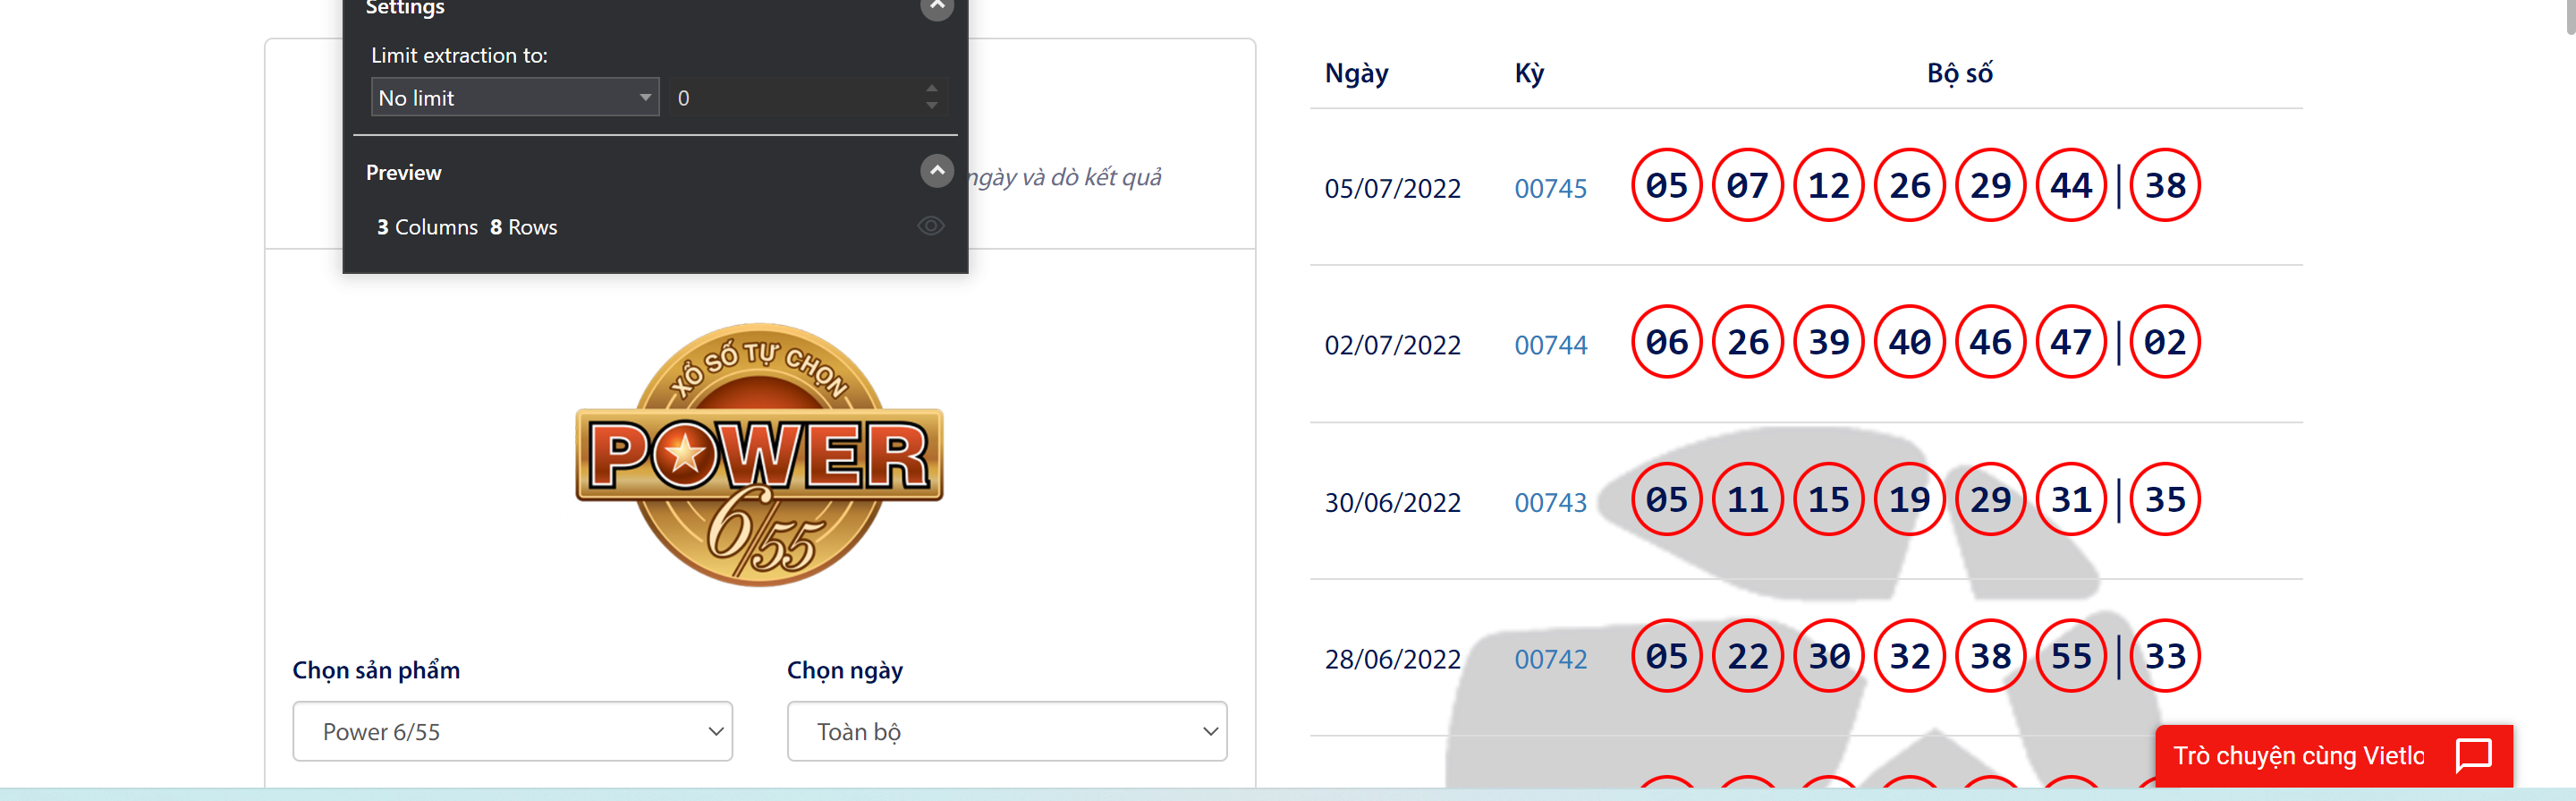 Settings
Limit extraction to:
No limit 0
Preview
3 Columns 8 Rows
ngày và dò kết quả
XỔ SỐ TỰ CHỌN
POWER
6/55
Chọn sản phẩm
Power 6/55
Chọn ngày
Toàn bộ
Ngày Kỳ Bộ số
05/07/2022 00745 05 07 12 26 29 44 | 38
02/07/2022 00744 06 26 39 40 46 47 | 02
30/06/2022 00743 05 11 15 19 29 31 | 35
28/06/2022 00742 05 22 30 32 38 55 | 33
Trò chuyện cùng Vietlo